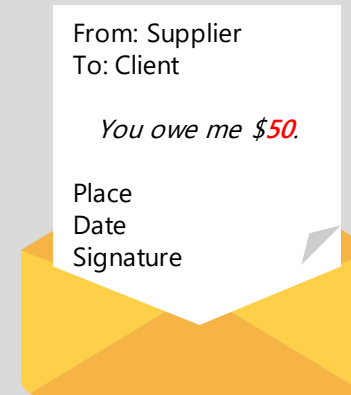 From: Supplier
To: Client
You owe me $50.
Place
Date
Signature